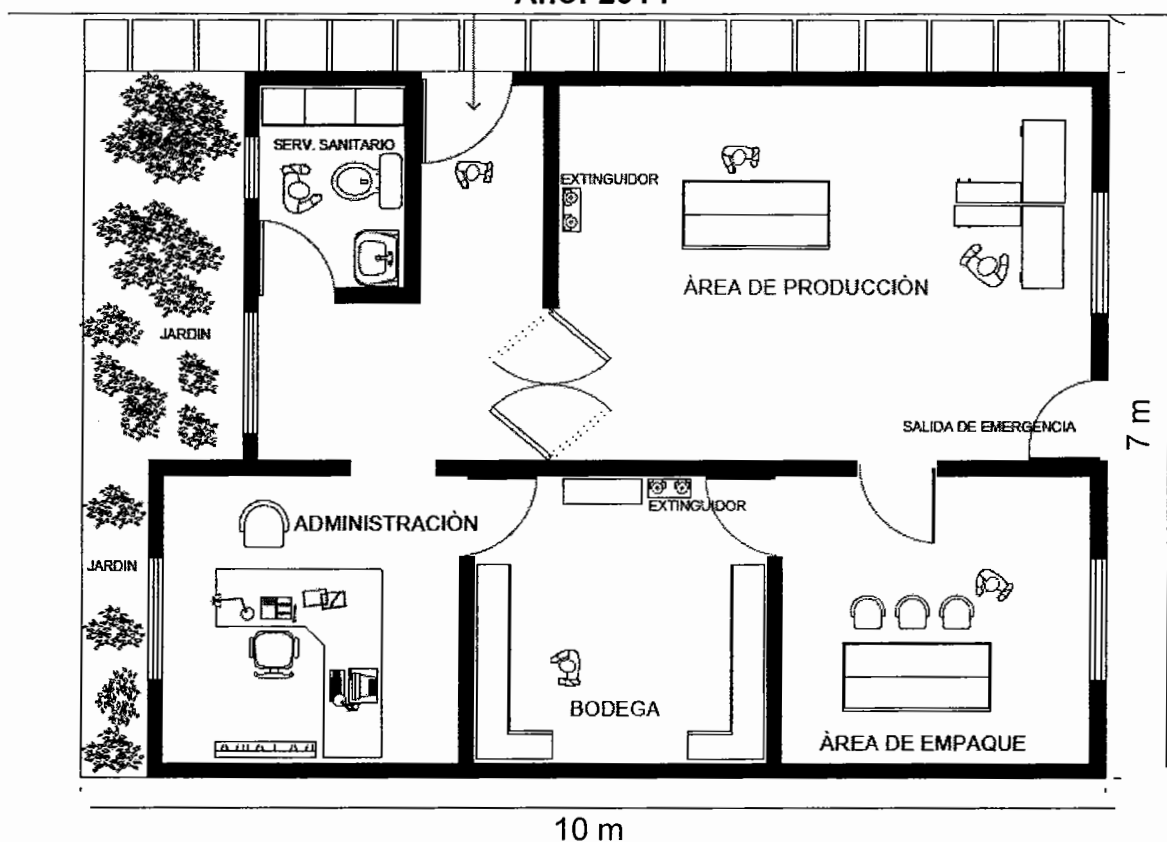 SERV. SANITARIO
EXTINGUIDOR
ÀREA DE PRODUCCIÒN
JARDIN
SALIDA DE EMERGENCIA
7 m
ADMINISTRACIÒN
EXTINGUIDOR
JARDIN
BODEGA
ÀREA DE EMPAQUE
10 m